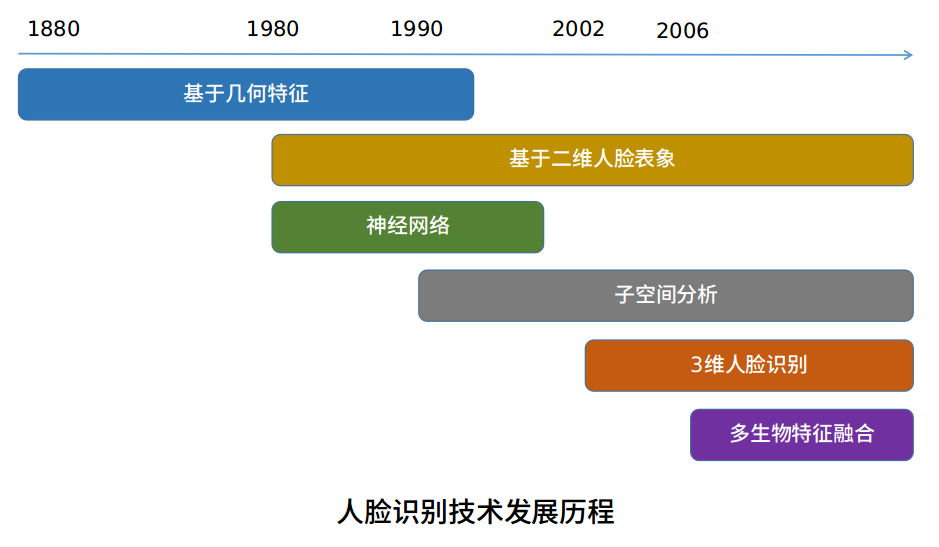 1880 1980 1990 2002 2006
基于几何特征
基于二维人脸表象
神经网络
子空间分析
3维人脸识别
多生物特征融合
人脸识别技术发展历程